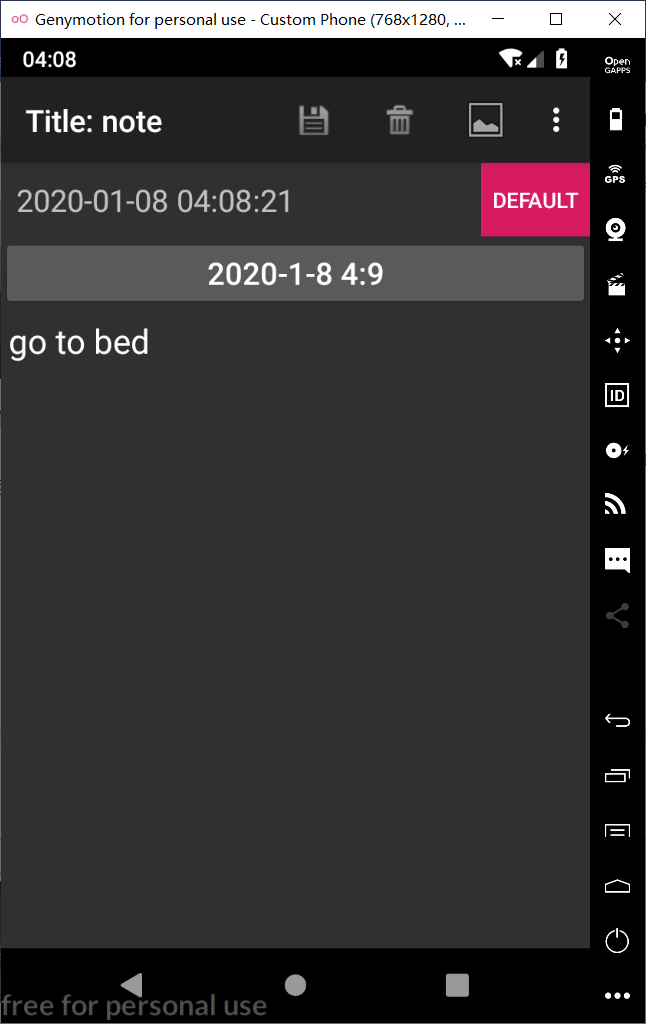 Genymotion for personal use - Custom Phone (768x1280, ...
04:08
Open
GAPPS
Title: note
GPS
2020-01-08 04:08:21
DEFAULT
2020-1-8 4:9
go to bed
ID
free for personal use